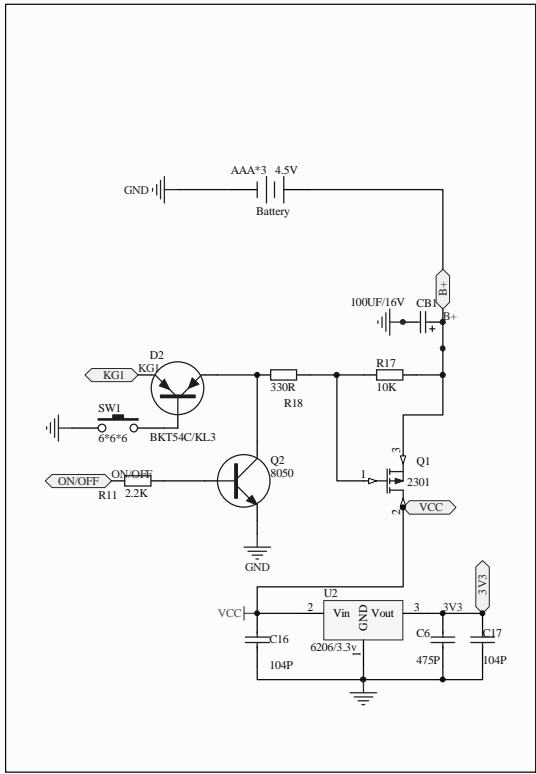 AAA*3 4.5V
GND
Battery
B+
100UF/16V
CB1
B+
D2
KG1
KG1
R17
330R
10K
R18
SW1
6*6*6
BKT54C/KL3
3
Q1
Q2
8050
1
2301
ON/OFF
ON/OFF
R11
2.2K
2
VCC
GND
3V3
U2
VCC
2
Vin
GND
Vout
3
3V3
C16
6206/3.3v
1
C6
C17
104P
475P
104P